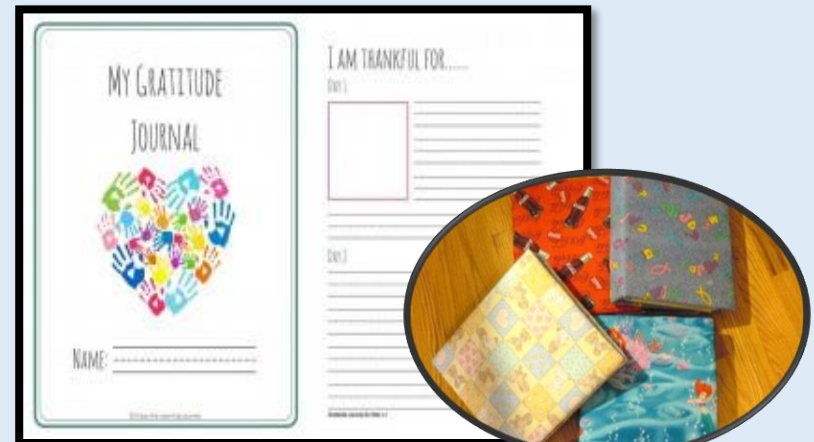 MY GRATITUDE
JOURNAL
NAME:
I AM THANKFUL FOR......
DAY 1
DAY 2